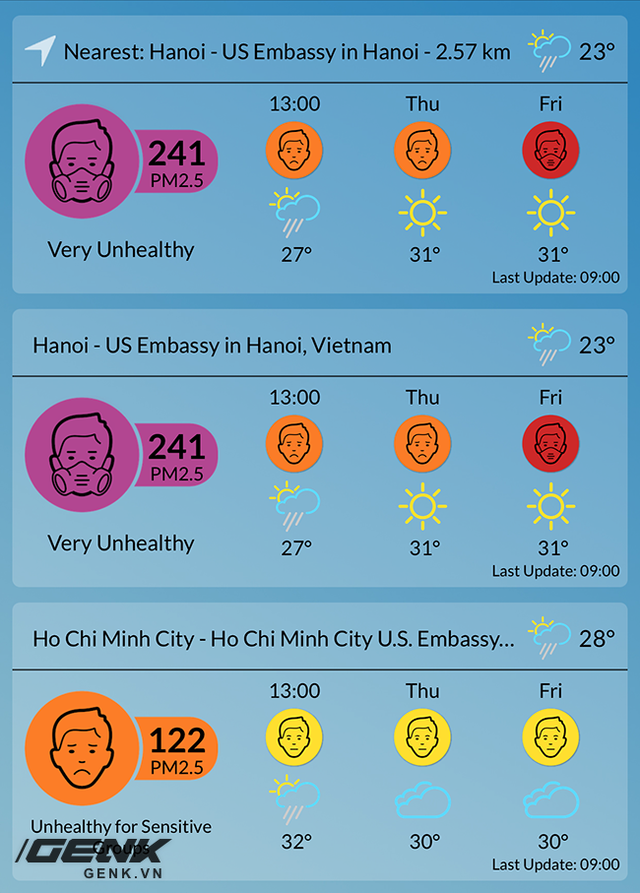 Nearest: Hanoi - US Embassy in Hanoi - 2.57 km 23°
13:00 Thu Fri
241
PM2.5
Very Unhealthy
27° 31° 31°
Last Update: 09:00
Hanoi - US Embassy in Hanoi, Vietnam 23°
13:00 Thu Fri
241
PM2.5
Very Unhealthy
27° 31° 31°
Last Update: 09:00
Ho Chi Minh City - Ho Chi Minh City U.S. Embassy... 28°
13:00 Thu Fri
122
PM2.5
Unhealthy for Sensitive
Groups
32° 30° 30°
Last Update: 09:00
GENK
GENK.VN